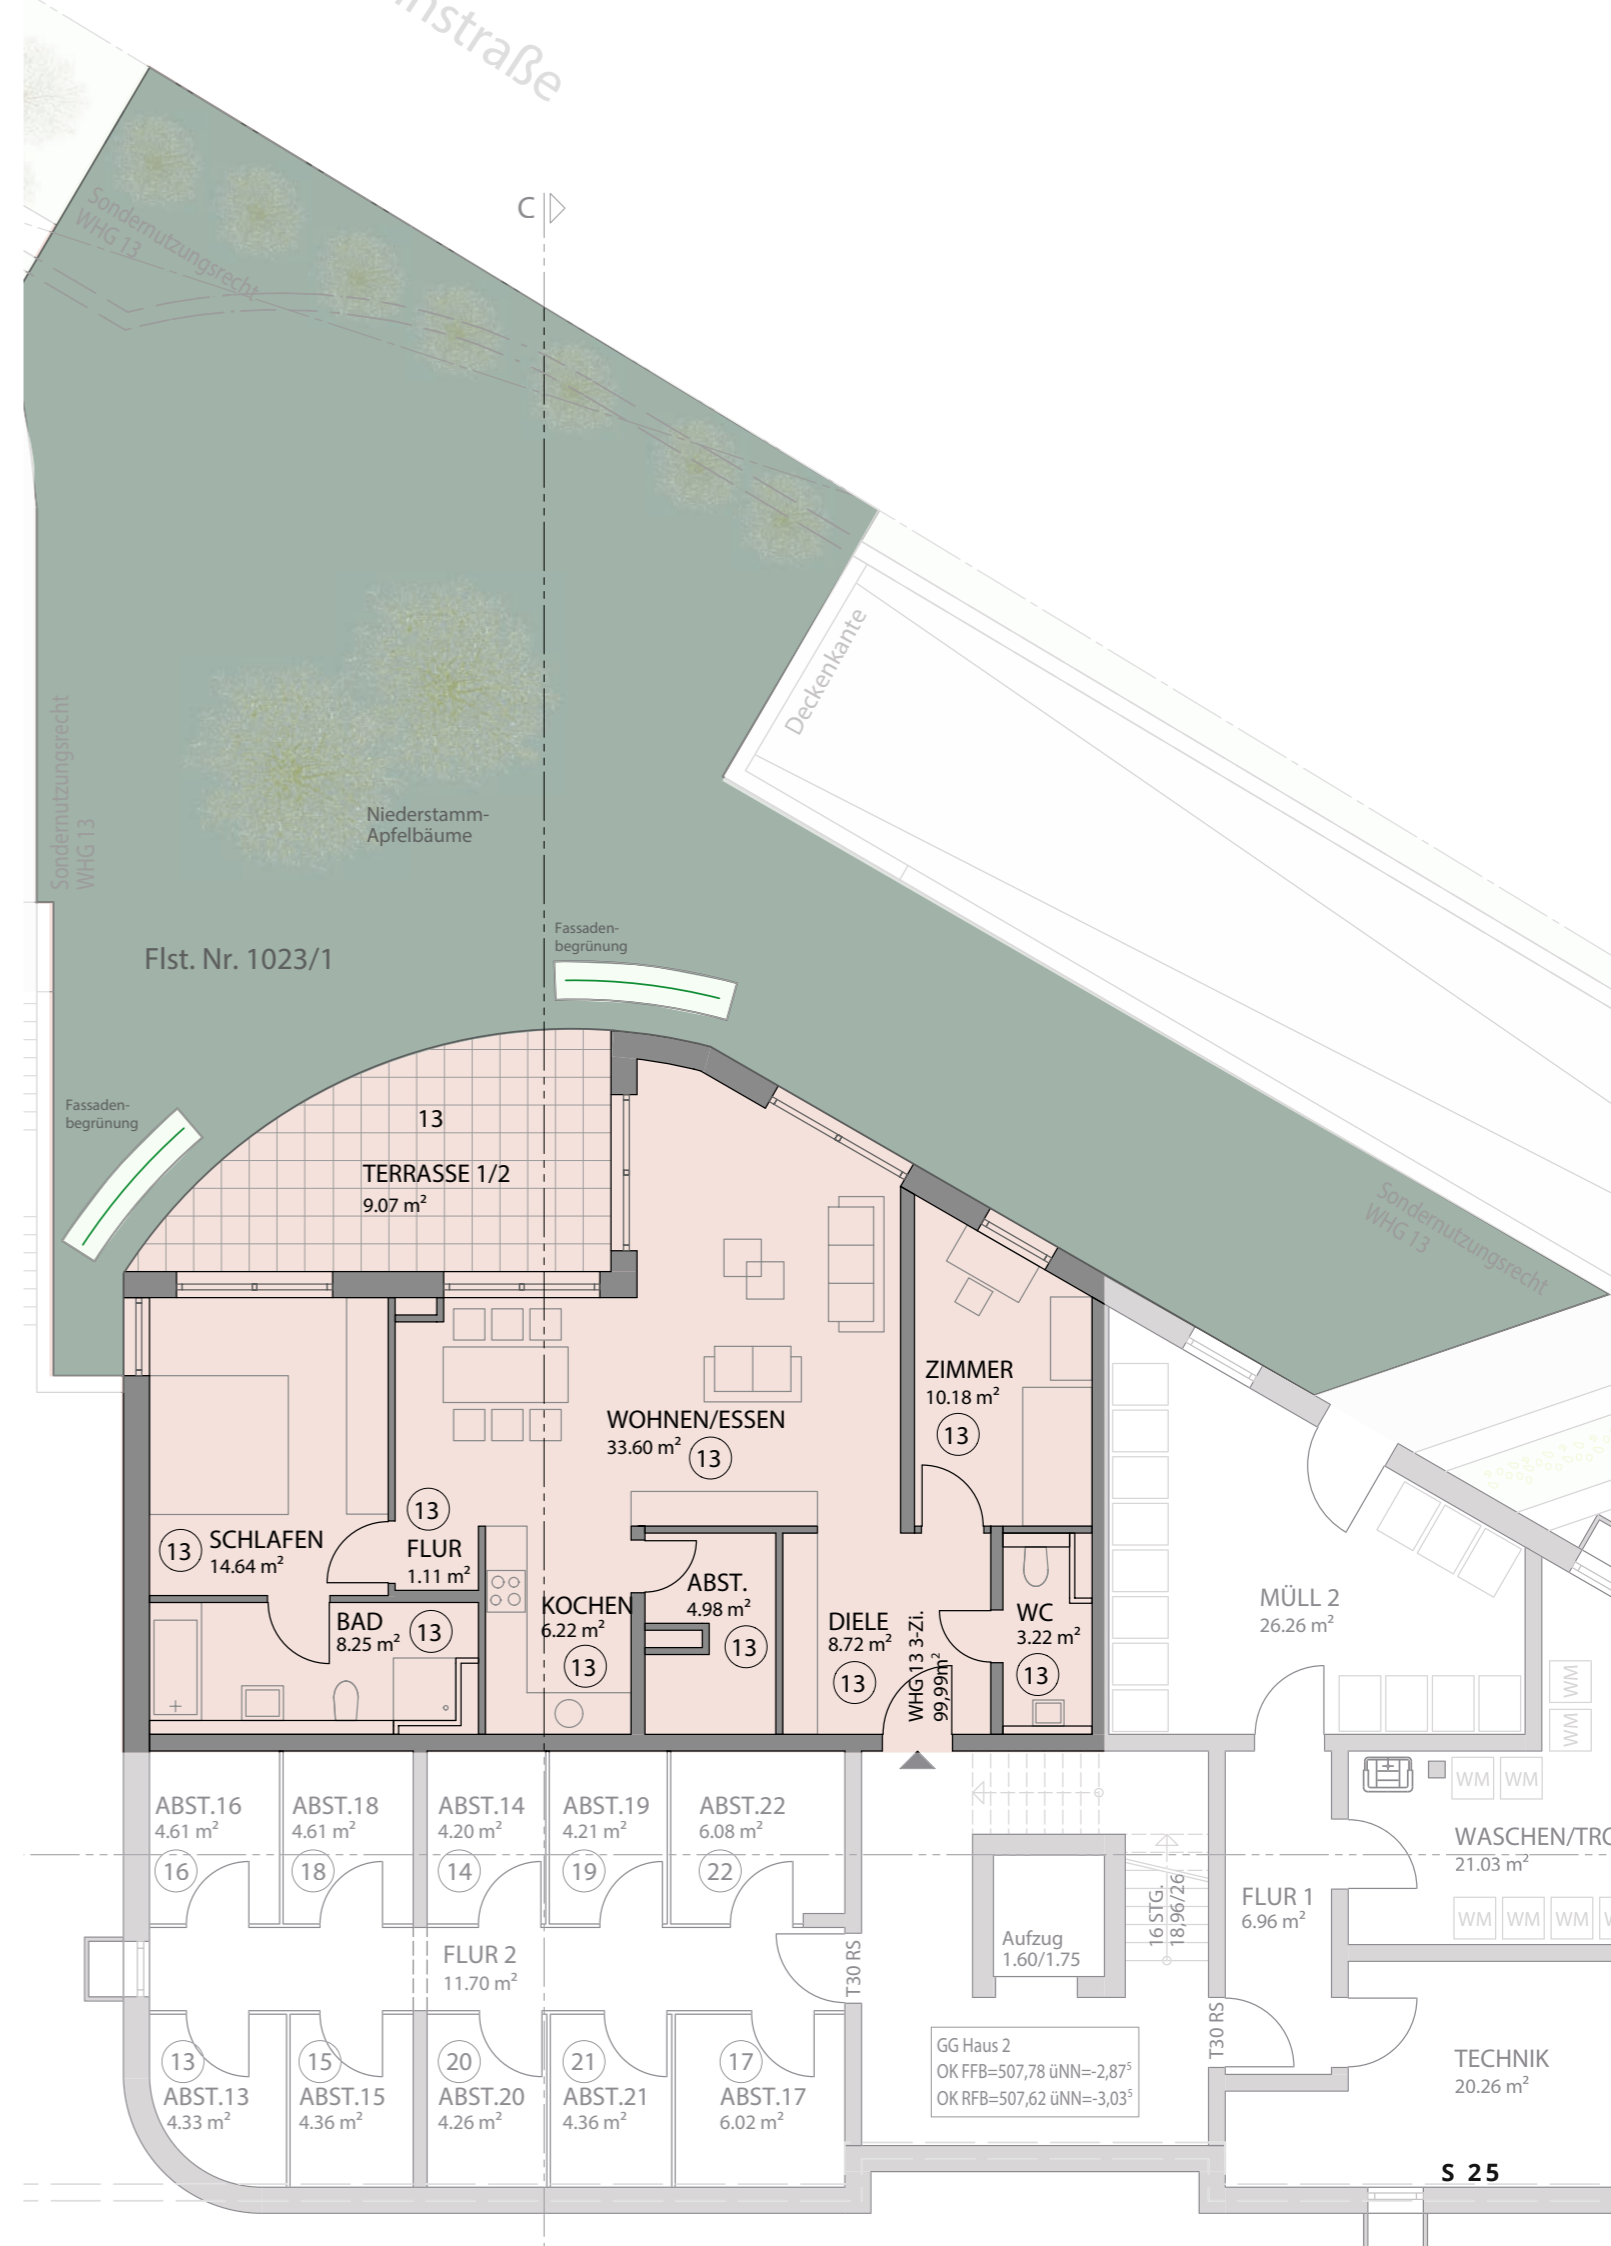 Sondernutzungsrecht
WHG 13
C
Deckenkante
Sondernutzungsrecht
WHG 13
Niederstamm-
Apfelbäume
Flst. Nr. 1023/1
Fassaden-
begrünung
Fassaden-
begrünung
13
TERRASSE 1/2
9.07 m²
Sondernutzungsrecht
WHG 13
ZIMMER
10.18 m²
13
WOHNEN/ESSEN
33.60 m²
13
13
FLUR
1.11 m²
13
SCHLAFEN
14.64 m²
BAD
8.25 m²
13
KOCHEN
6.22 m²
13
ABST.
4.98 m²
13
DIELE
8.72 m²
13
WHG 13 3-Zi.
99,99m²
WC
3.22 m²
13
MÜLL 2
26.26 m²
WM
WM
WM
WM
WASCHEN/TRO
21.03 m²
WM
WM
WM
ABST.16
4.61 m²
16
ABST.18
4.61 m²
18
ABST.14
4.20 m²
14
ABST.19
4.21 m²
19
ABST.22
6.08 m²
22
FLUR 2
11.70 m²
T30 RS
Aufzug
1.60/1.75
16 STG.
18,96/26
FLUR 1
6.96 m²
T30 RS
13
ABST.13
4.33 m²
15
ABST.15
4.36 m²
20
ABST.20
4.26 m²
21
ABST.21
4.36 m²
17
ABST.17
6.02 m²
GG Haus 2
OK FFB=507,78 üNN=-2,87⁵
OK RFB=507,62 üNN=-3,03⁵
TECHNIK
20.26 m²
S 25